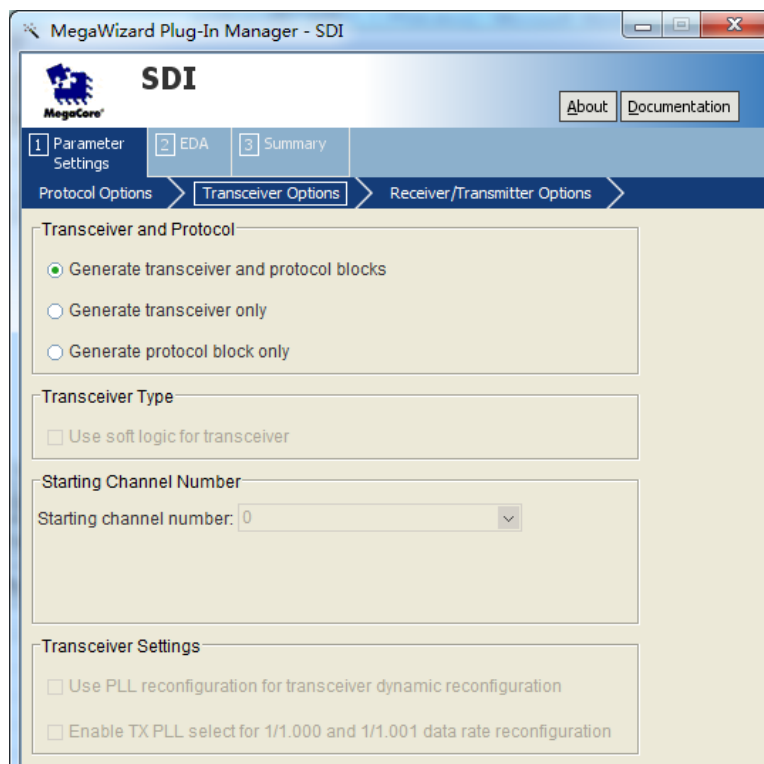 MegaWizard Plug-In Manager - SDI
MegaCore®
SDI
About
Documentation
1 Parameter
Settings
2 EDA
3 Summary
Protocol Options
Transceiver Options
Receiver/Transmitter Options
Transceiver and Protocol
Generate transceiver and protocol blocks
Generate transceiver only
Generate protocol block only
Transceiver Type
Use soft logic for transceiver
Starting Channel Number
Starting channel number: 0
Transceiver Settings
Use PLL reconfiguration for transceiver dynamic reconfiguration
Enable TX PLL select for 1/1.000 and 1/1.001 data rate reconfiguration